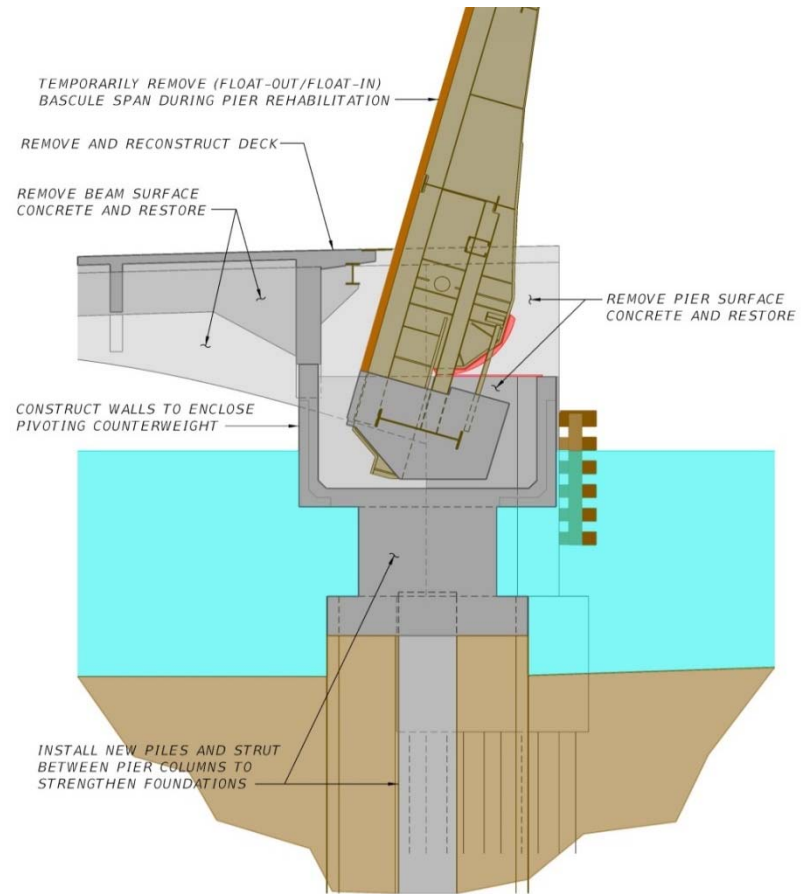 TEMPORARILY REMOVE (FLOAT-OUT/FLOAT-IN)
BASCULE SPAN DURING PIER REHABILITATION
REMOVE AND RECONSTRUCT DECK
REMOVE BEAM SURFACE
CONCRETE AND RESTORE
REMOVE PIER SURFACE
CONCRETE AND RESTORE
CONSTRUCT WALLS TO ENCLOSE
PIVOTING COUNTERWEIGHT
INSTALL NEW PILES AND STRUT
BETWEEN PIER COLUMNS TO
STRENGTHEN FOUNDATIONS